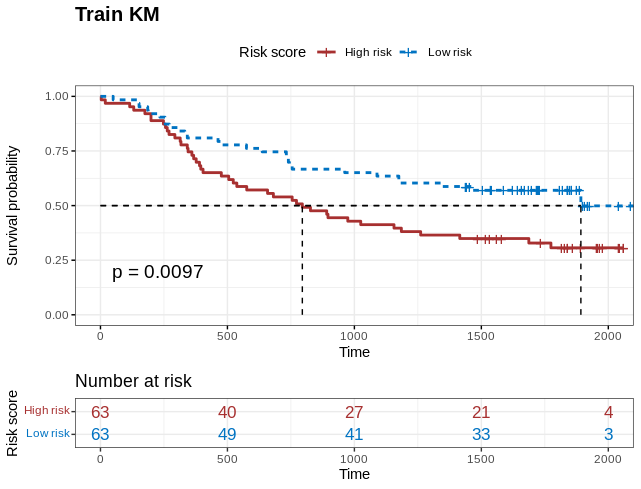 Train KM
Risk score High risk Low risk
Survival probability
1.00
0.75
0.50
0.25
0.00
p = 0.0097
0 500 1000 1500 2000
Time
Number at risk
Risk score
High risk 63 40 27 21 4
Low risk 63 49 41 33 3
0 500 1000 1500 2000
Time